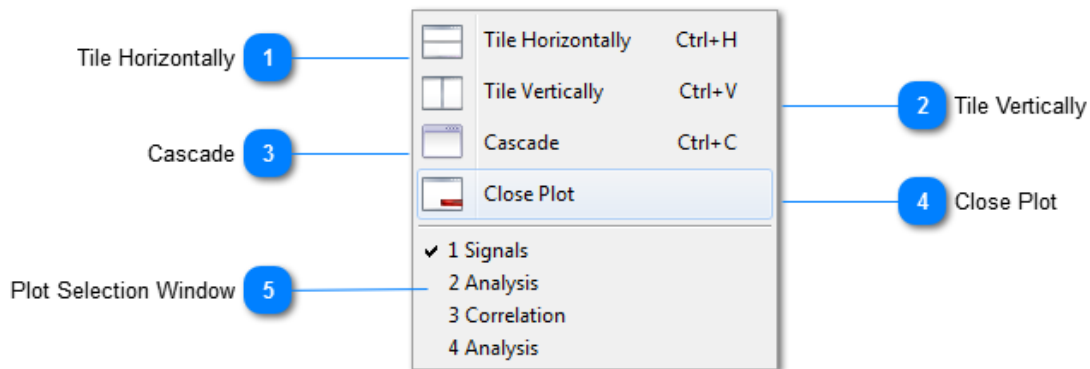 Tile Horizontally 1
Tile Horizontally Ctrl+H
Tile Vertically Ctrl+V
2 Tile Vertically
Cascade 3
Cascade Ctrl+C
Close Plot
4 Close Plot
✔ 1 Signals
2 Analysis
Plot Selection Window 5
3 Correlation
4 Analysis